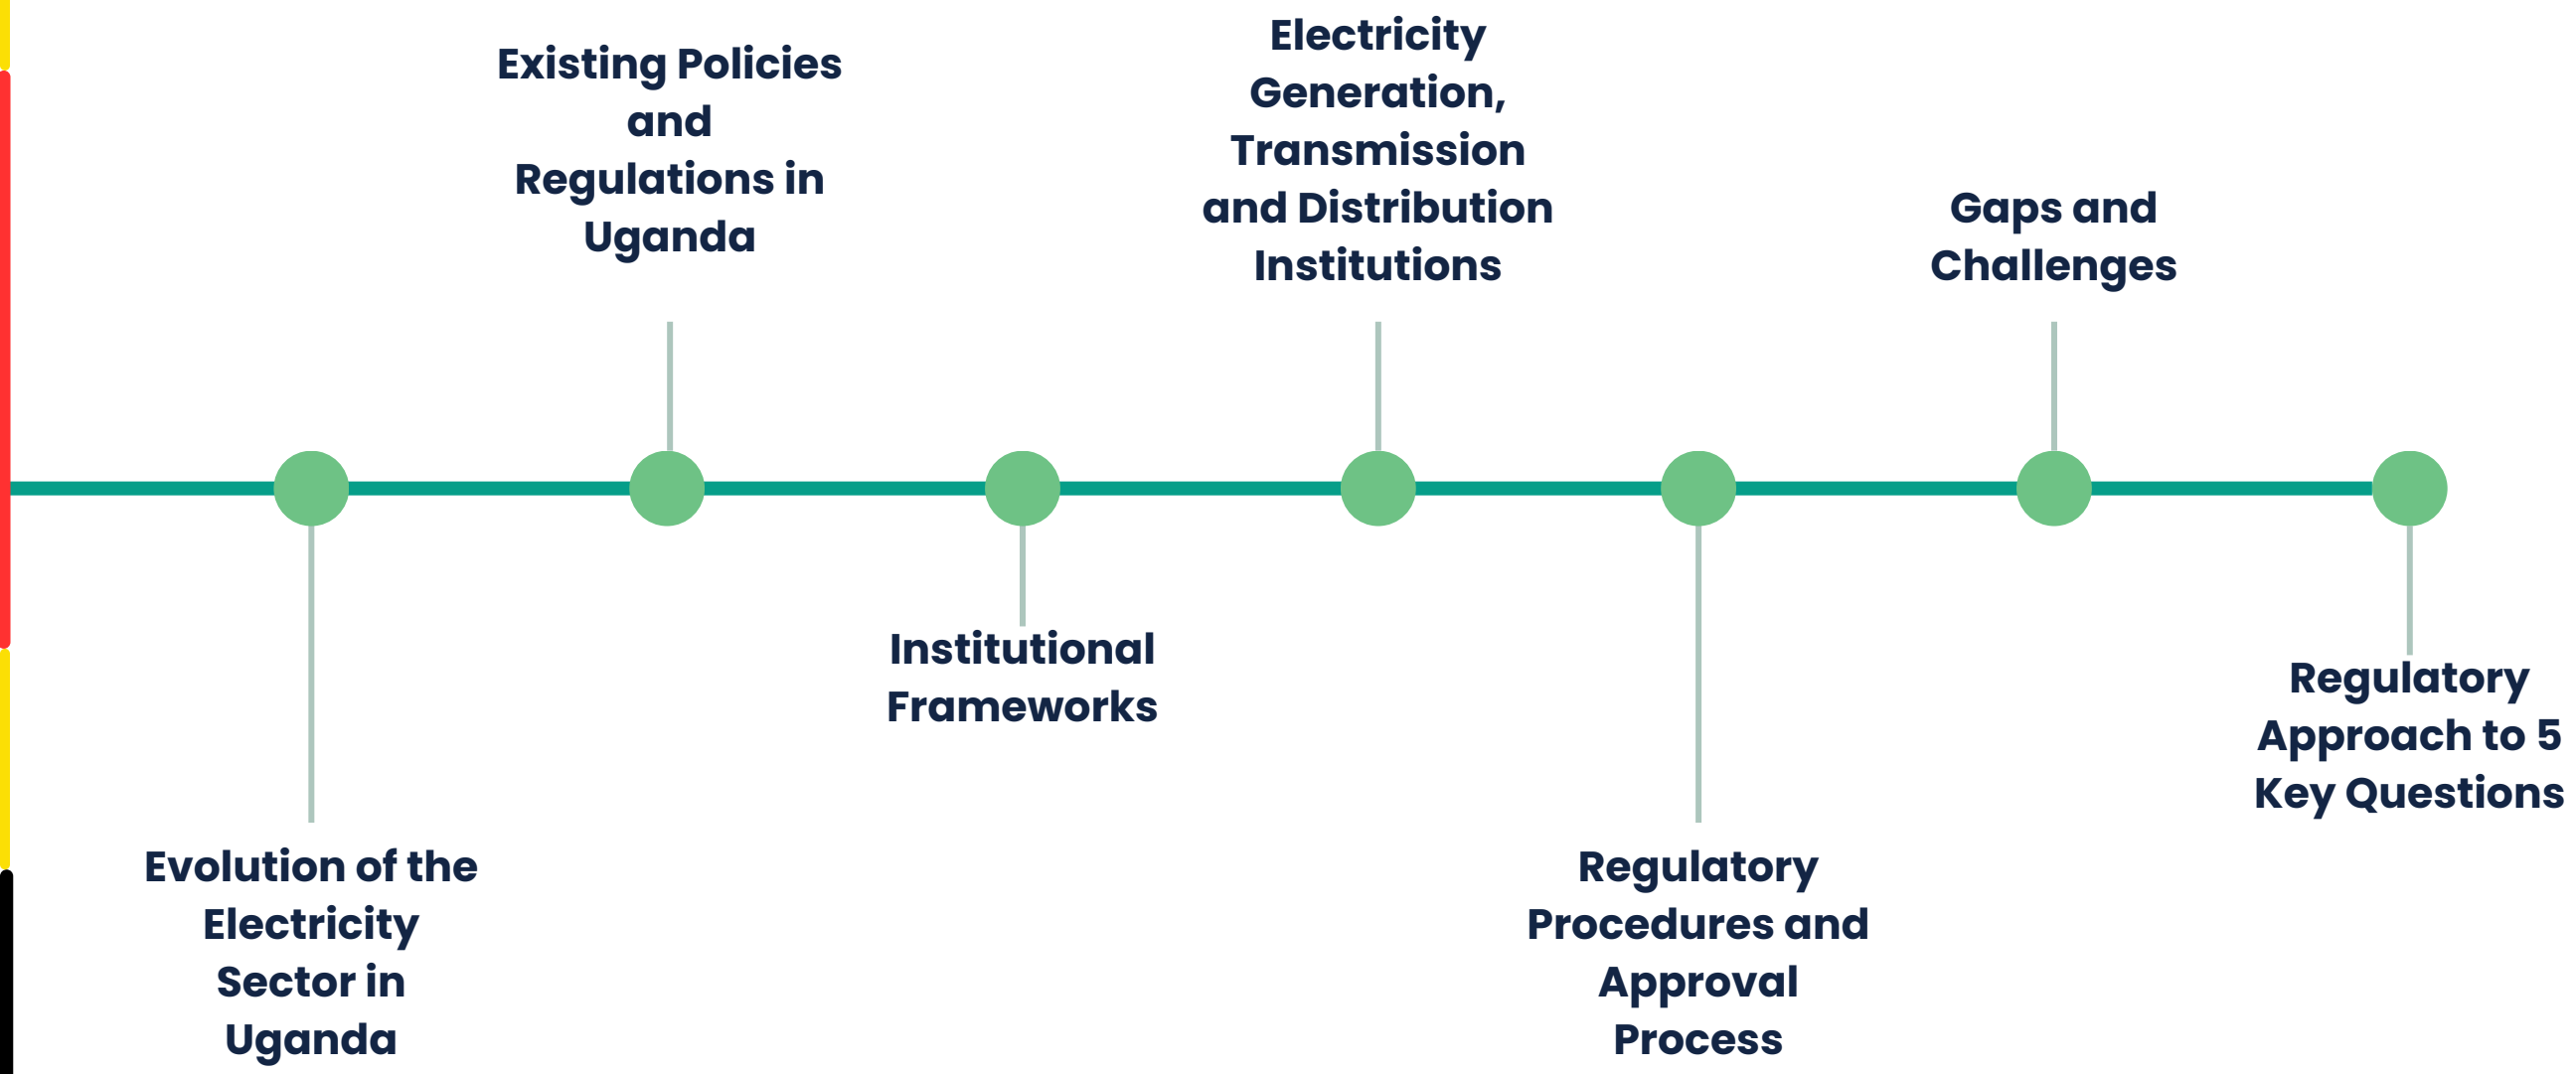 Evolution of the
Electricity
Sector in
Uganda
Existing Policies
and
Regulations in
Uganda
Institutional
Frameworks
Electricity
Generation,
Transmission
and Distribution
Institutions
Regulatory
Procedures and
Approval
Process
Gaps and
Challenges
Regulatory
Approach to 5
Key Questions